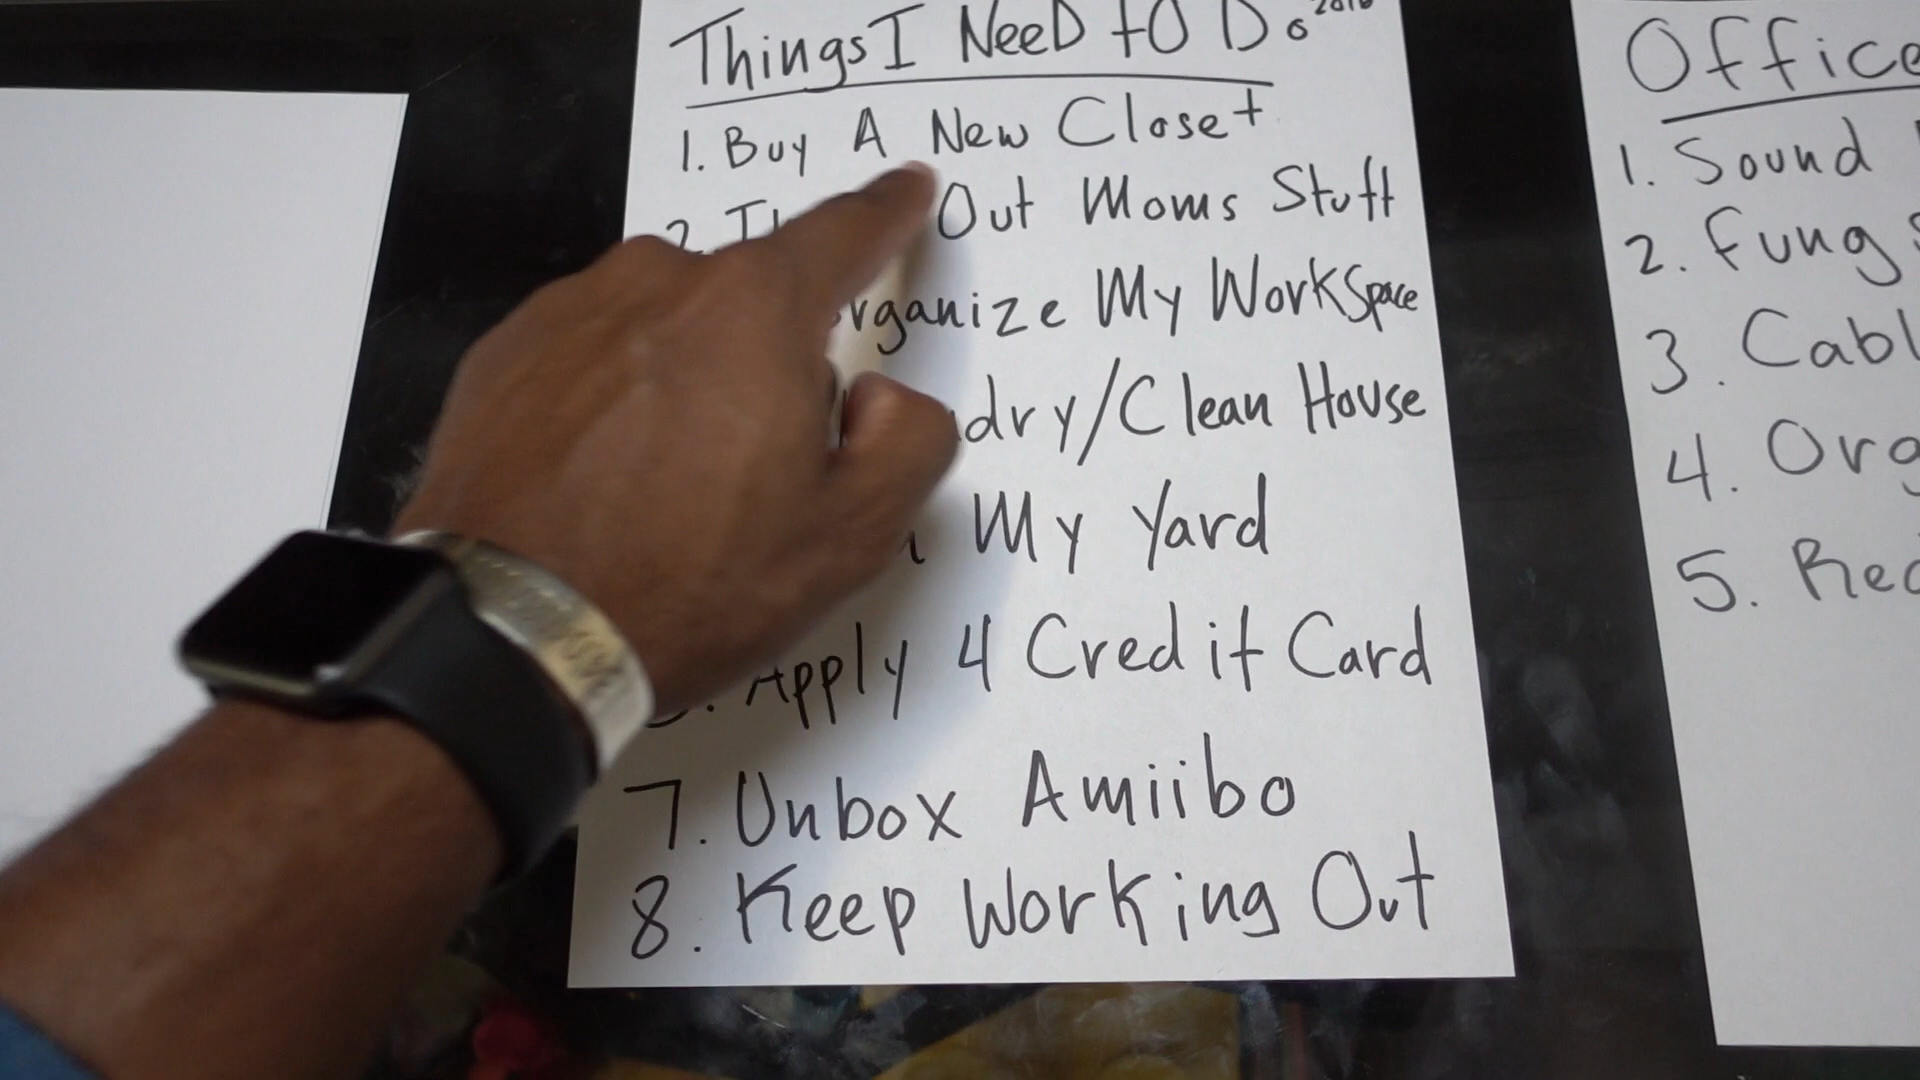 Things I NeeD tO Do 2016
1. Buy A New Closet
2. Out Moms Stuff
rganize My WorkSpace
dry/Clean House
My Yard
Apply 4 Credit Card
7. Unbox Amiibo
8. Keep Working Out
Office
1. Sound
2. Fung
3. Cabl
4. Org
5. Rec